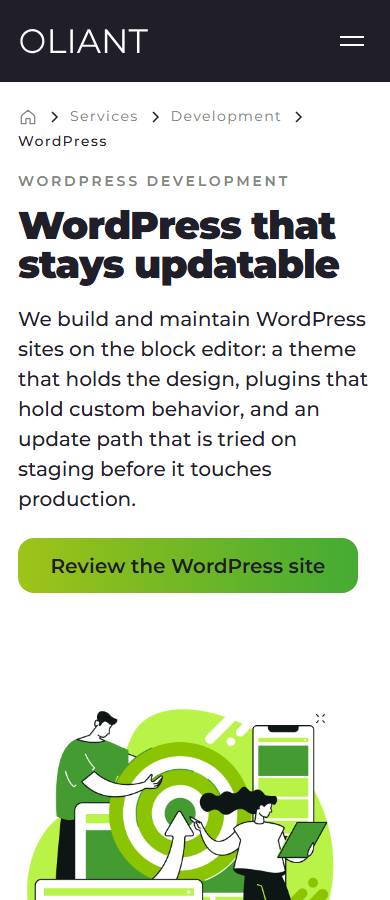 OLIANT
Services Development
WordPress
WORDPRESS DEVELOPMENT
WordPress that
stays updatable
We build and maintain WordPress
sites on the block editor: a theme
that holds the design, plugins that
hold custom behavior, and an
update path that is tried on
staging before it touches
production.
Review the WordPress site